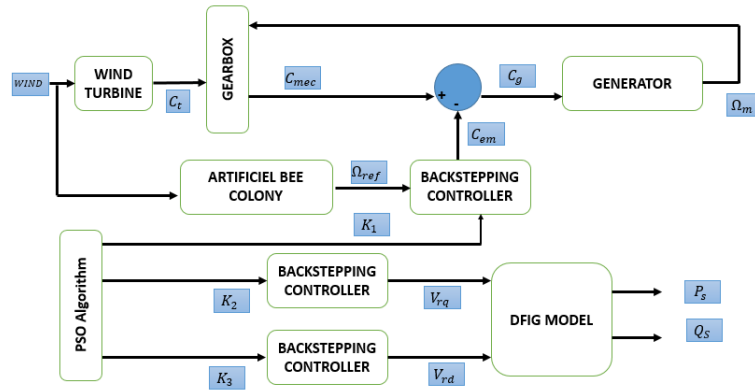 WIND
WIND
TURBINE
C_t
GEARBOX
C_mec
+
-
C_g
GENERATOR
Ω_m
C_em
ARTIFICIEL BEE
COLONY
Ω_ref
BACKSTEPPING
CONTROLLER
K_1
PSO Algorithm
K_2
BACKSTEPPING
CONTROLLER
V_rq
DFIG MODEL
P_s
Q_S
K_3
BACKSTEPPING
CONTROLLER
V_rd